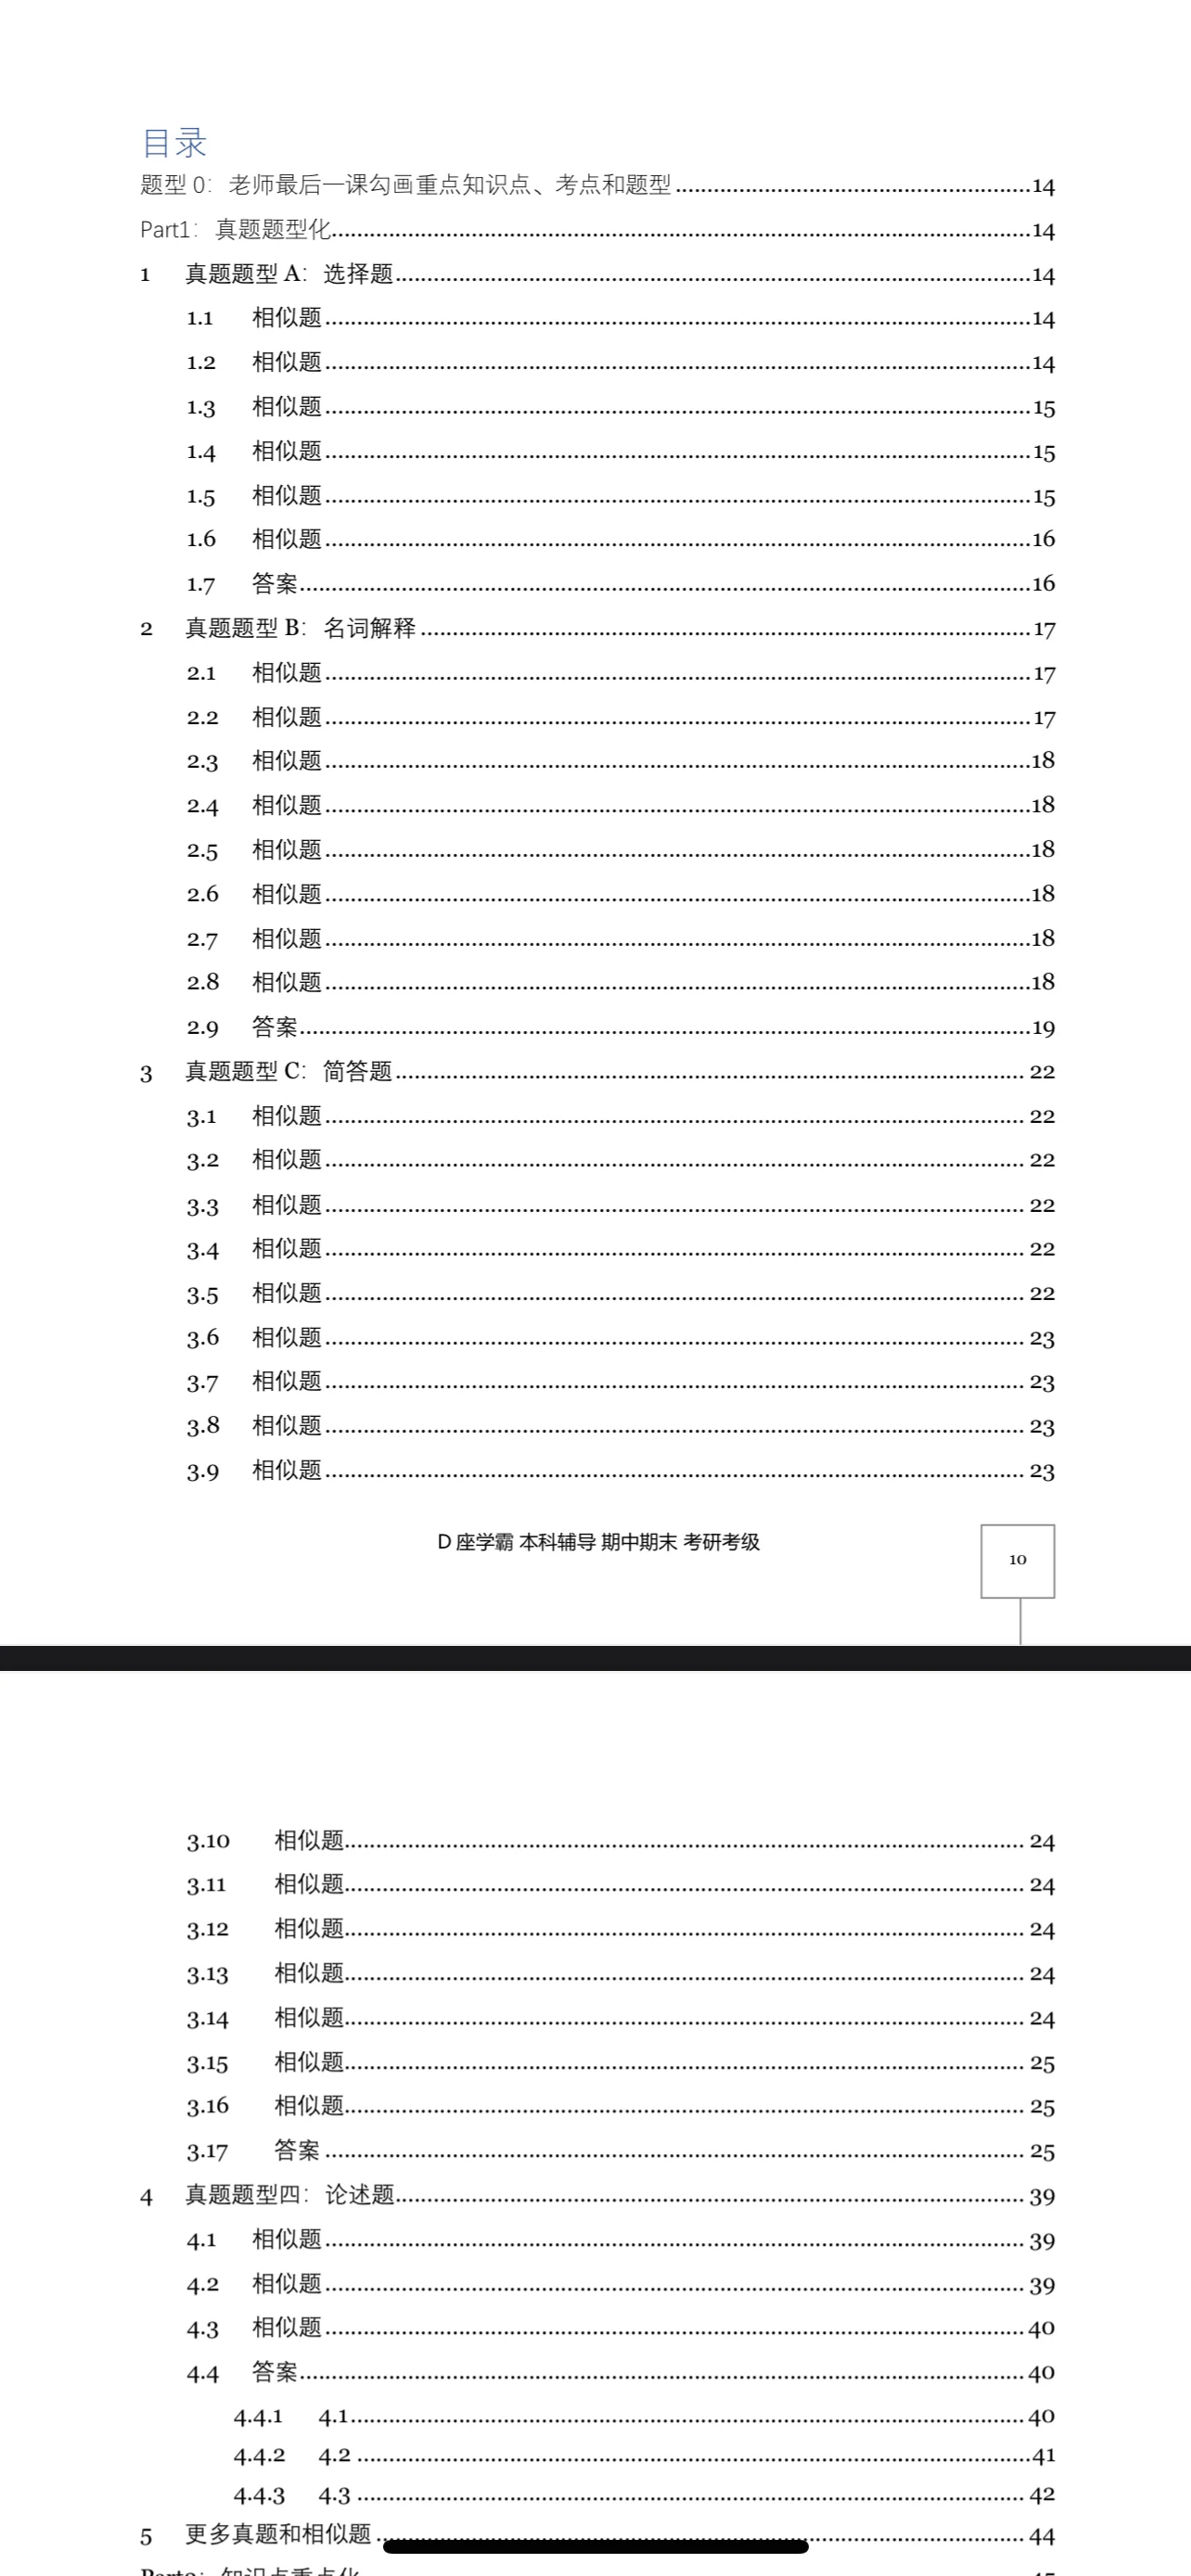 目录
题型 0：老师最后一课勾画重点知识点、考点和题型 14
Part1：真题题型化 14
1 真题题型 A：选择题 14
1.1 相似题 14
1.2 相似题 14
1.3 相似题 15
1.4 相似题 15
1.5 相似题 15
1.6 相似题 16
1.7 答案 16
2 真题题型 B：名词解释 17
2.1 相似题 17
2.2 相似题 17
2.3 相似题 18
2.4 相似题 18
2.5 相似题 18
2.6 相似题 18
2.7 相似题 18
2.8 相似题 18
2.9 答案 19
3 真题题型 C：简答题 22
3.1 相似题 22
3.2 相似题 22
3.3 相似题 22
3.4 相似题 22
3.5 相似题 22
3.6 相似题 23
3.7 相似题 23
3.8 相似题 23
3.9 相似题 23
D 座学霸 本科辅导 期中期末 考研考级
10
3.10 相似题 24
3.11 相似题 24
3.12 相似题 24
3.13 相似题 24
3.14 相似题 24
3.15 相似题 25
3.16 相似题 25
3.17 答案 25
4 真题题型四：论述题 39
4.1 相似题 39
4.2 相似题 39
4.3 相似题 40
4.4 答案 40
4.4.1 4.1 40
4.4.2 4.2 41
4.4.3 4.3 42
5 更多真题和相似题 44